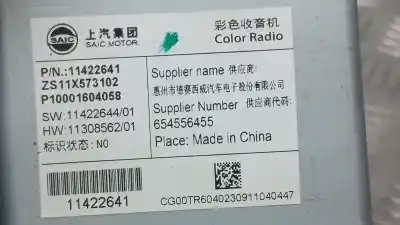 SAIC
上汽集团
SAIC MOTOR
彩色收音机
Color Radio
P/N.:11422641
ZS11X573102
P10001604058
SW:11422644/01
HW:11308562/01
标识状态: NO
Supplier name 供应商:
惠州市德赛西威汽车电子股份有限公司
Supplier Number 供应商代码:
654556455
Place: Made in China
11422641
CG00TR6040230911040447